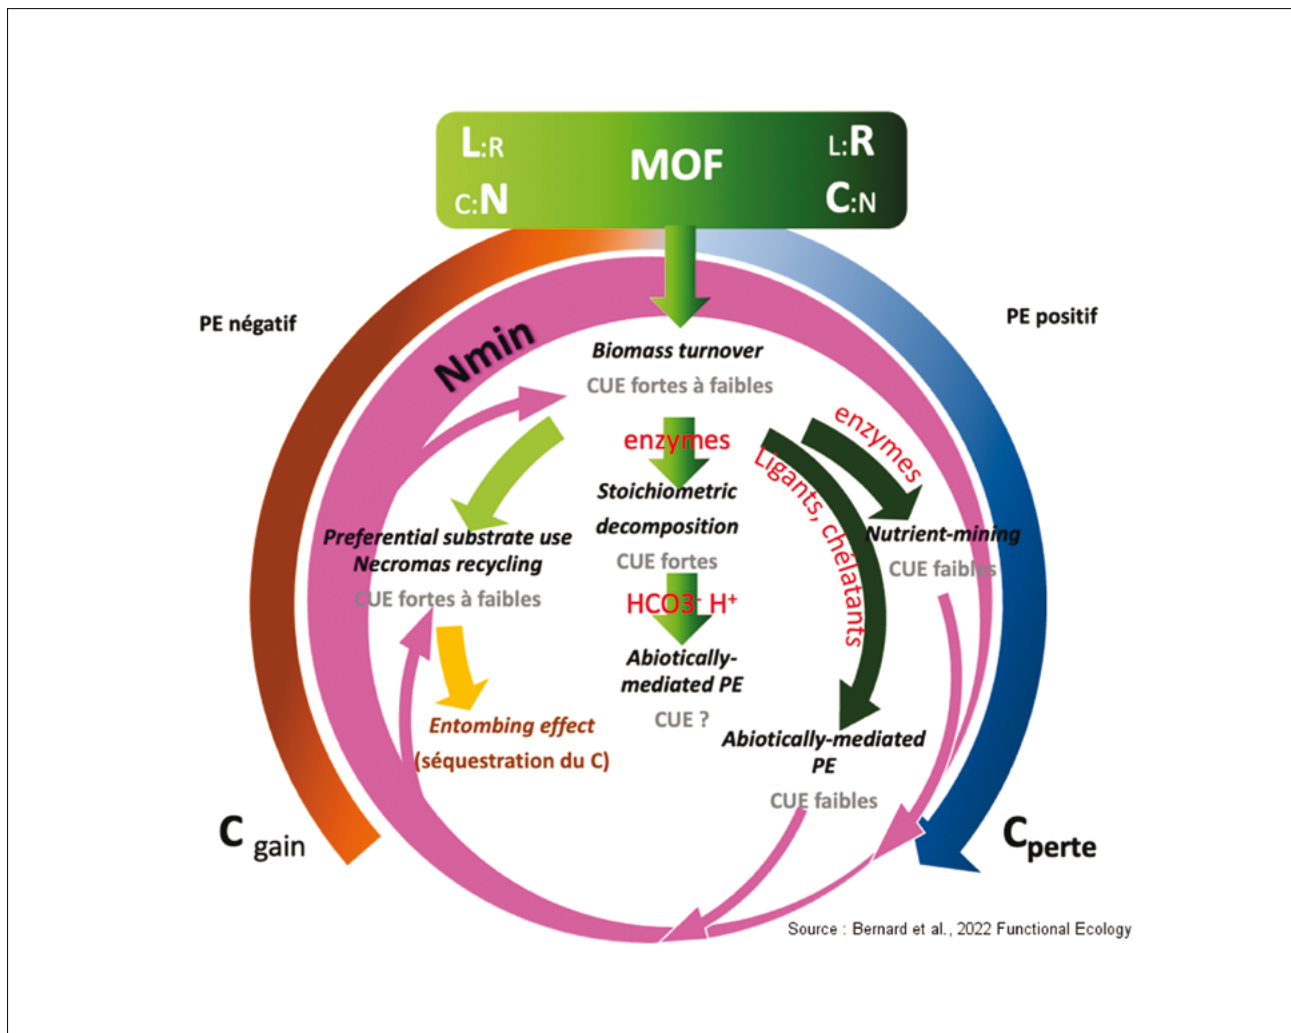 L:R
MOF
L:R
C:N
C:N
PE négatif
PE positif
Nmin
Biomass turnover
CUE fortes à faibles
enzymes
enzymes
Ligants, chélatants
Stoichiometric
decomposition
CUE fortes
Preferential substrate use
Necromas recycling
CUE fortes à faibles
Nutrient-mining
CUE faibles
HCO3⁻ H⁺
Abiotically-
mediated PE
CUE ?
Entombing effect
(séquestration du C)
Abiotically-mediated
PE
CUE faibles
C gain
Cperte
Source : Bernard et al., 2022 Functional Ecology